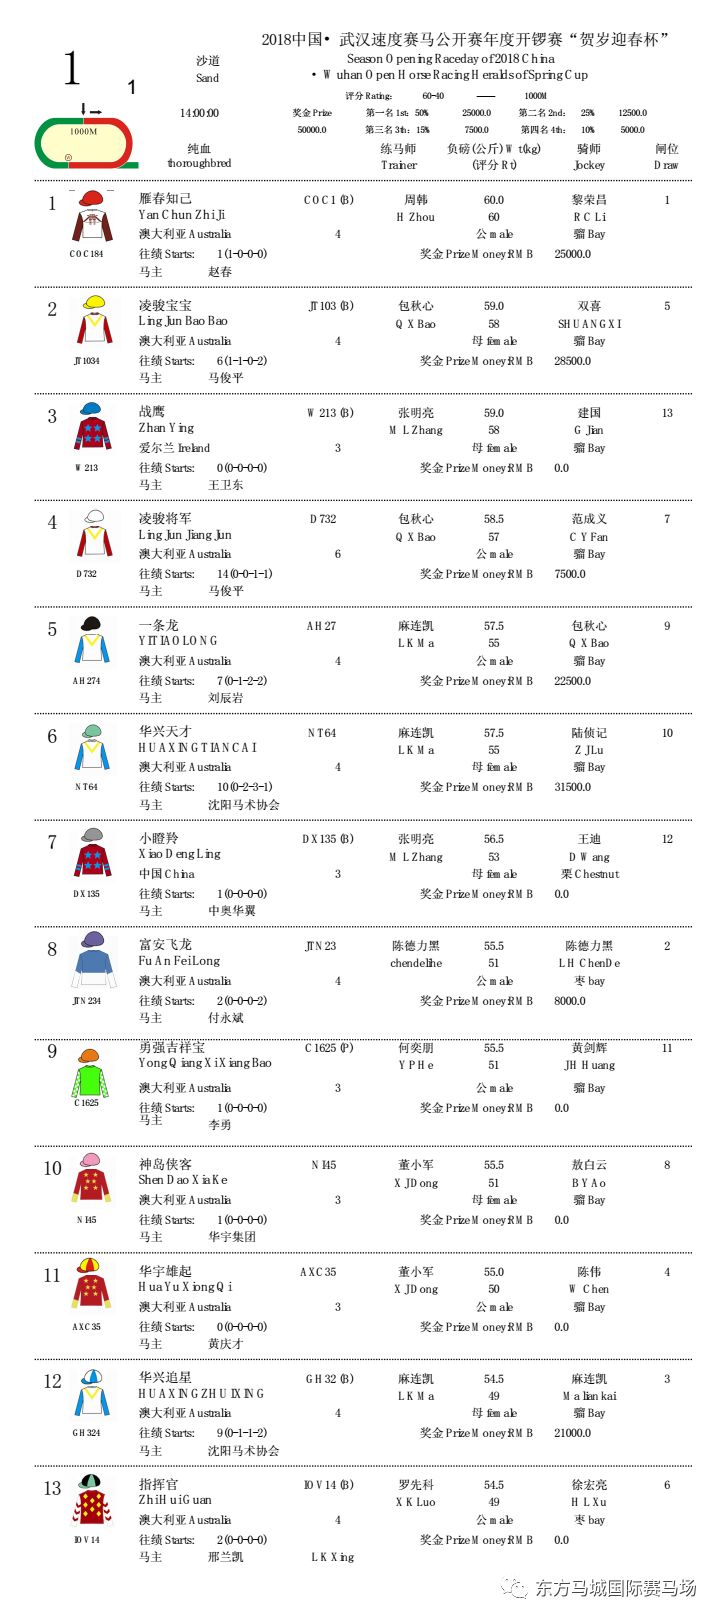 2018中国• 武汉速度赛马公开赛年度开锣赛“贺岁迎春杯”
1 沙道 Season Opening Raceday of 2018 China
Sand • Wuhan Open Horse Racing Heralds of Spring Cup
1
评分 Rating: 60-40 —— 1000M
14:00:00 奖金 Prize 第一名 1st: 50% 25000.0 第二名 2nd: 25% 12500.0
1000M 50000.0 第三名 3th: 15% 7500.0 第四名 4th: 10% 5000.0
纯血 练马师 负磅(公斤) Wt(kg) 骑师 闸位
thoroughbred Trainer (评分 Rt) Jockey Draw
1 雁春知己 COC1 (B) 周韩 60.0 黎荣昌 1
Yan Chun Zhi Ji H Zhou 60 R C Li
澳大利亚 Australia 4 公 male 骝 Bay
COC184 往绩 Starts: 1 (1-0-0-0) 奖金 Prize Money:RMB 25000.0
马主 赵春
2 凌骏宝宝 JT103 (B) 包秋心 59.0 双喜 5
Ling Jun Bao Bao Q X Bao 58 SHUANG XI
澳大利亚 Australia 4 母 female 骝 Bay
JT1034 往绩 Starts: 6 (1-1-0-2) 奖金 Prize Money:RMB 28500.0
马主 马俊平
3 战鹰 W213 (B) 张明亮 59.0 建国 13
Zhan Ying M L Zhang 58 G Jian
爱尔兰 Ireland 3 母 female 骝 Bay
W213 往绩 Starts: 0 (0-0-0-0) 奖金 Prize Money:RMB 0.0
马主 王卫东
4 凌骏将军 D732 包秋心 58.5 范成义 7
Ling Jun Jiang Jun Q X Bao 57 C Y Fan
澳大利亚 Australia 6 公 male 骝 Bay
D732 往绩 Starts: 14 (0-0-1-1) 奖金 Prize Money:RMB 7500.0
马主 马俊平
5 一条龙 AH27 麻连凯 57.5 包秋心 9
YI TIAO LONG L K Ma 55 Q X Bao
澳大利亚 Australia 4 公 male 骝 Bay
AH274 往绩 Starts: 7 (0-1-2-2) 奖金 Prize Money:RMB 22500.0
马主 刘辰岩
6 华兴天才 NT64 麻连凯 57.5 陆侦记 10
HUA XING TIAN CAI L K Ma 55 Z J Lu
澳大利亚 Australia 4 母 female 骝 Bay
NT64 往绩 Starts: 10 (0-2-3-1) 奖金 Prize Money:RMB 31500.0
马主 沈阳马术协会
7 小瞪羚 DX135 (B) 张明亮 56.5 王迪 12
Xiao Deng Ling M L Zhang 53 D Wang
中国 China 3 母 female 栗 Chestnut
DX135 往绩 Starts: 1 (0-0-0-0) 奖金 Prize Money:RMB 0.0
马主 中奥华翼
8 富安飞龙 JTN23 陈德力黑 55.5 陈德力黑 2
Fu An Fei Long chendelihe 51 L H ChenDe
澳大利亚 Australia 4 公 male 枣 bay
JTN234 往绩 Starts: 2 (0-0-0-2) 奖金 Prize Money:RMB 8000.0
马主 付永斌
9 勇强吉祥宝 C1625 (P) 何奕朋 55.5 黄剑辉 11
Yong Qiang Xi Xiang Bao Y P He 51 J H Huang
澳大利亚 Australia 3 公 male 骝 Bay
C1625 往绩 Starts: 1 (0-0-0-0) 奖金 Prize Money:RMB 0.0
马主 李勇
10 神岛侠客 NI45 董小军 55.5 敖白云 8
Shen Dao Xia Ke X J Dong 51 B Y Ao
澳大利亚 Australia 3 母 female 骝 Bay
NI45 往绩 Starts: 1 (0-0-0-0) 奖金 Prize Money:RMB 0.0
马主 华宇集团
11 华宇雄起 AXC35 董小军 55.0 陈伟 4
Hua Yu Xiong Qi X J Dong 50 W Chen
澳大利亚 Australia 3 公 male 骝 Bay
AXC35 往绩 Starts: 0 (0-0-0-0) 奖金 Prize Money:RMB 0.0
马主 黄庆才
12 华兴追星 GH32 (B) 麻连凯 54.5 麻连凯 3
HUA XING ZHUI XING L K Ma 49 Ma lian kai
澳大利亚 Australia 4 母 female 骝 Bay
GH324 往绩 Starts: 9 (0-1-1-2) 奖金 Prize Money:RMB 21000.0
马主 沈阳马术协会
13 指挥官 IOV14 (B) 罗先科 54.5 徐宏亮 6
Zhi Hui Guan X K Luo 49 H L Xu
澳大利亚 Australia 4 公 male 枣 bay
IOV14 往绩 Starts: 2 (0-0-0-0) 奖金 Prize Money:RMB 0.0
马主 邢兰凯 L K Xing
东方马城国际赛马场